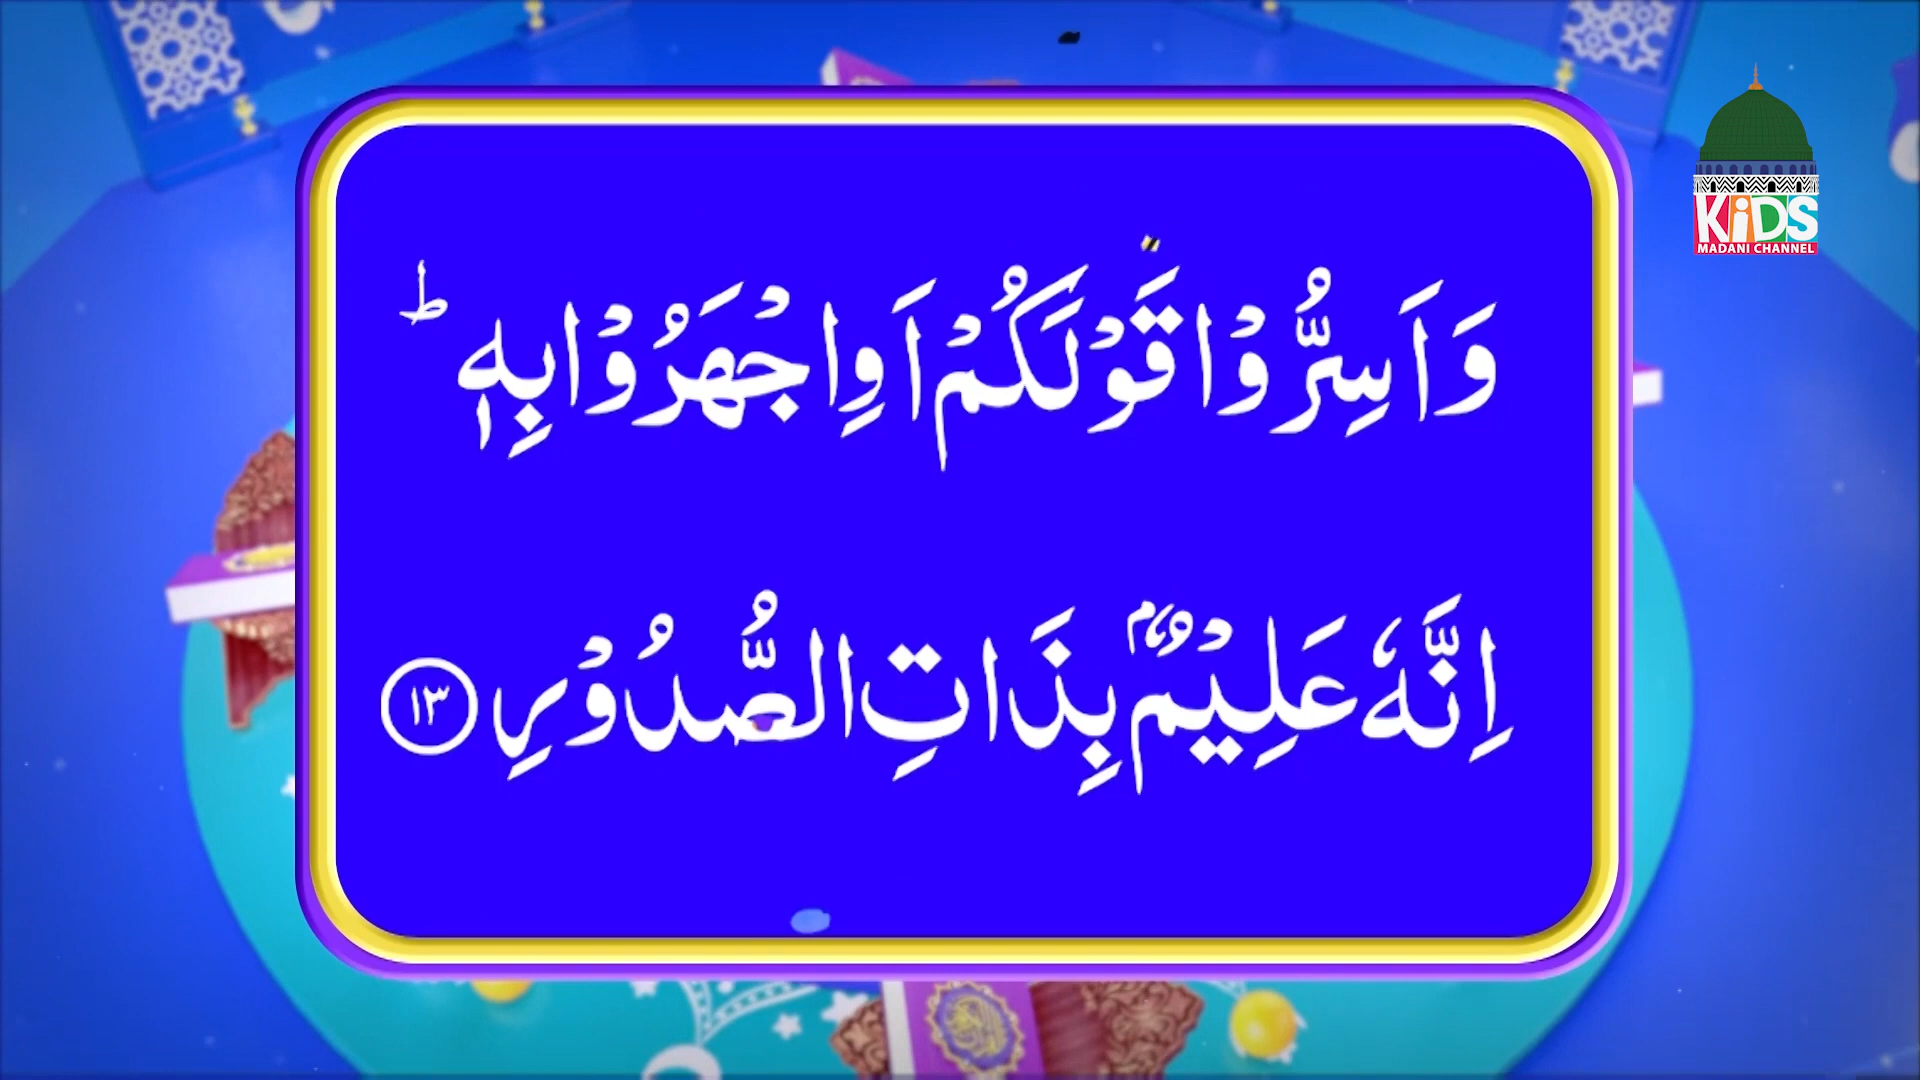 وَ اَسِرُّوْا قَوْلَكُمْ اَوِ اجْهَرُوْا بِهٖ ؕ
اِنَّهٗ عَلِیْمٌۢ بِذَاتِ الصُّدُوْرِ ۱۳
KiDS
MADANI CHANNEL